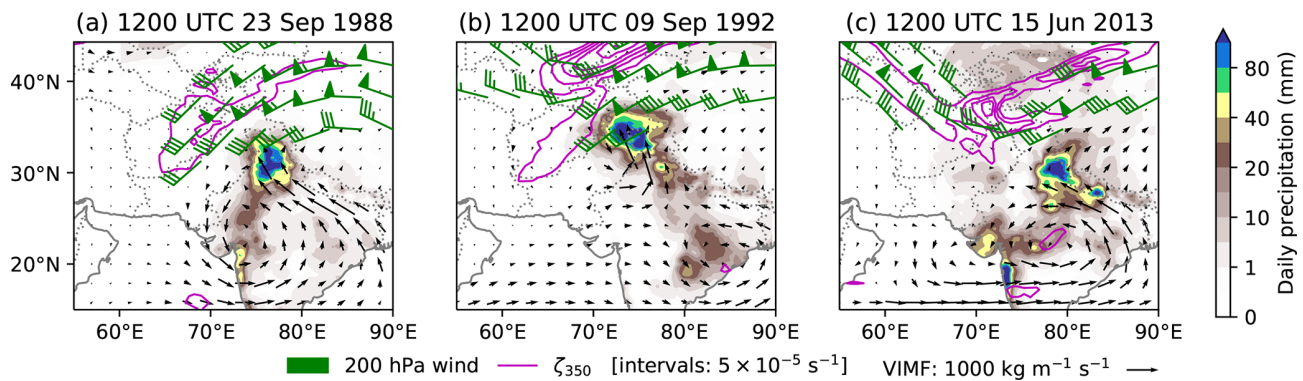 (a) 1200 UTC 23 Sep 1988
(b) 1200 UTC 09 Sep 1992
(c) 1200 UTC 15 Jun 2013
40°N
30°N
20°N
60°E 70°E 80°E 90°E
60°E 70°E 80°E 90°E
60°E 70°E 80°E 90°E
80
40
20
10
1
0
Daily precipitation (mm)
200 hPa wind ζ₃₅₀ [intervals: 5 × 10⁻⁵ s⁻¹] VIMF: 1000 kg m⁻¹ s⁻¹